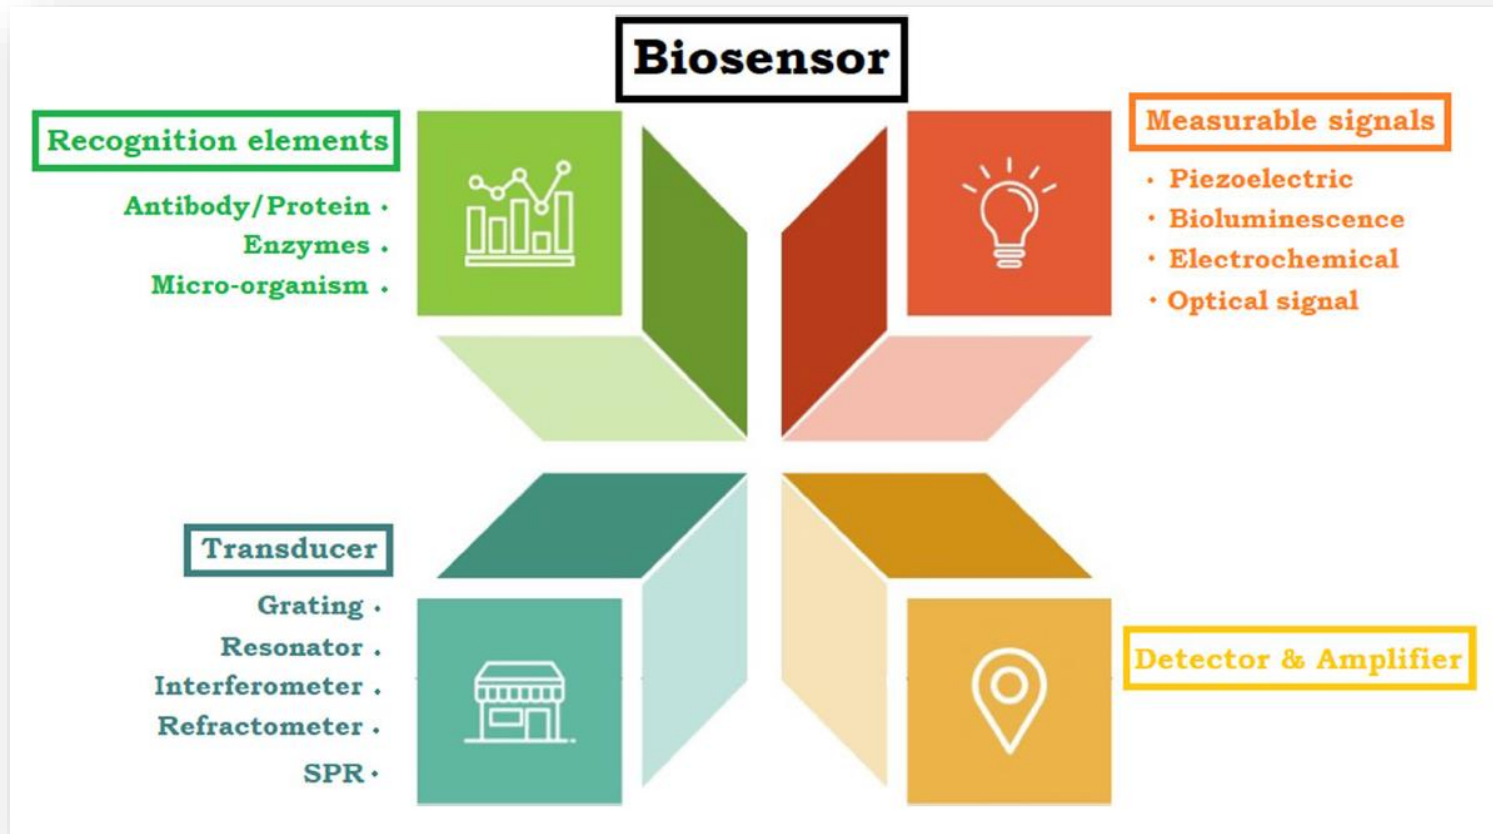 Biosensor
Recognition elements
Antibody/Protein ·
Enzymes ·
Micro-organism ·
Measurable signals
· Piezoelectric
· Bioluminescence
· Electrochemical
· Optical signal
Transducer
Grating ·
Resonator ·
Interferometer ·
Refractometer ·
SPR ·
Detector & Amplifier